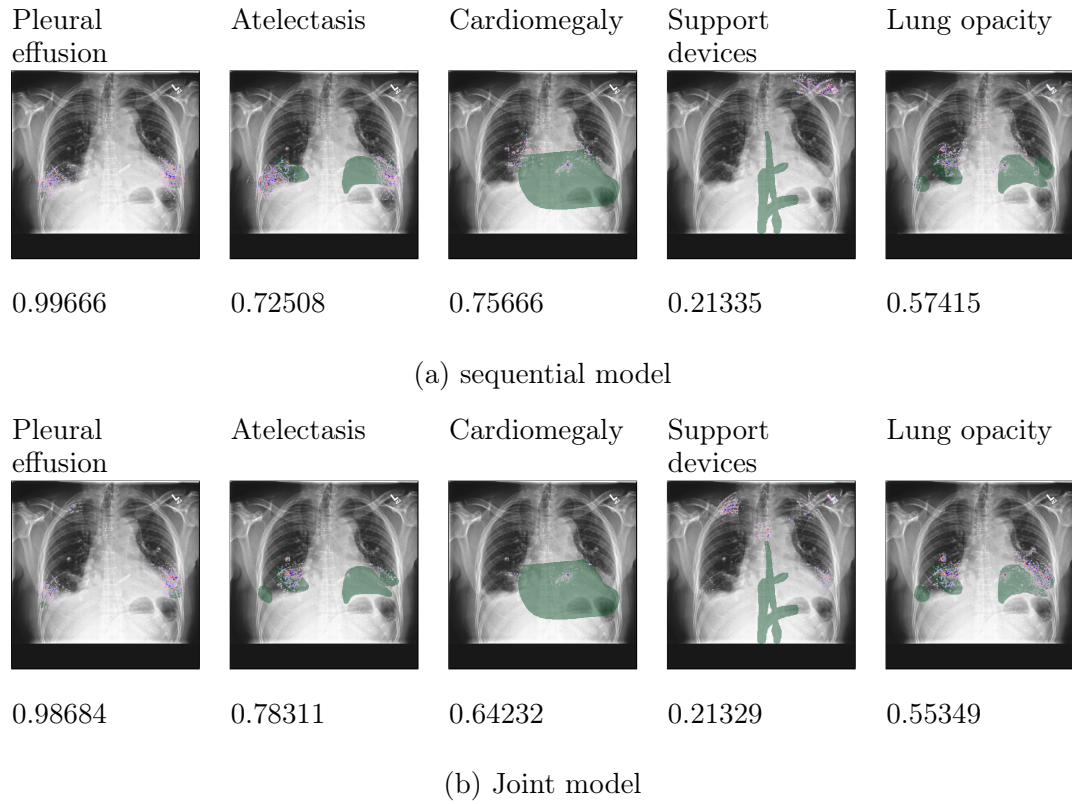 Pleural effusion
Atelectasis
Cardiomegaly
Support devices
Lung opacity
0.99666
0.72508
0.75666
0.21335
0.57415
(a) sequential model
Pleural effusion
Atelectasis
Cardiomegaly
Support devices
Lung opacity
0.98684
0.78311
0.64232
0.21329
0.55349
(b) Joint model